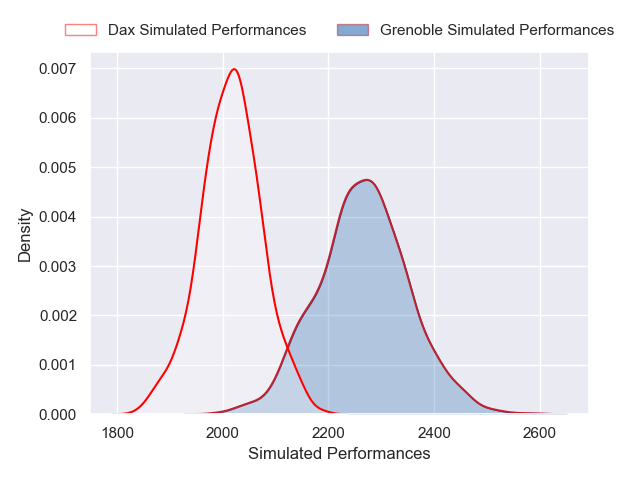 Dax Simulated Performances Grenoble Simulated Performances
0.007
0.006
0.005
0.004
0.003
0.002
0.001
0.000
Density
1800 2000 2200 2400 2600
Simulated Performances